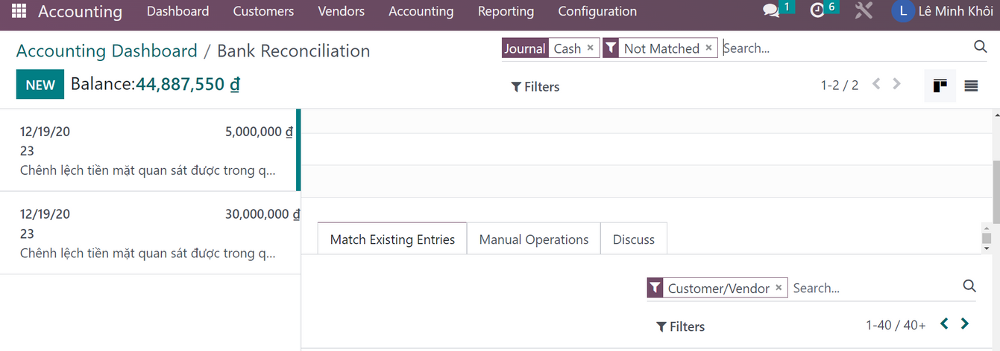 Accounting Dashboard Customers Vendors Accounting Reporting Configuration 1 6 L Lê Minh Khôi
Accounting Dashboard / Bank Reconciliation
Journal Cash × Not Matched × Search...
NEW Balance:44,887,550 ₫
Filters 1-2 / 2
12/19/20 5,000,000 ₫
23
Chênh lệch tiền mặt quan sát được trong q...
12/19/20 30,000,000 ₫
23
Chênh lệch tiền mặt quan sát được trong q...
Match Existing Entries Manual Operations Discuss
Customer/Vendor × Search...
Filters 1-40 / 40+